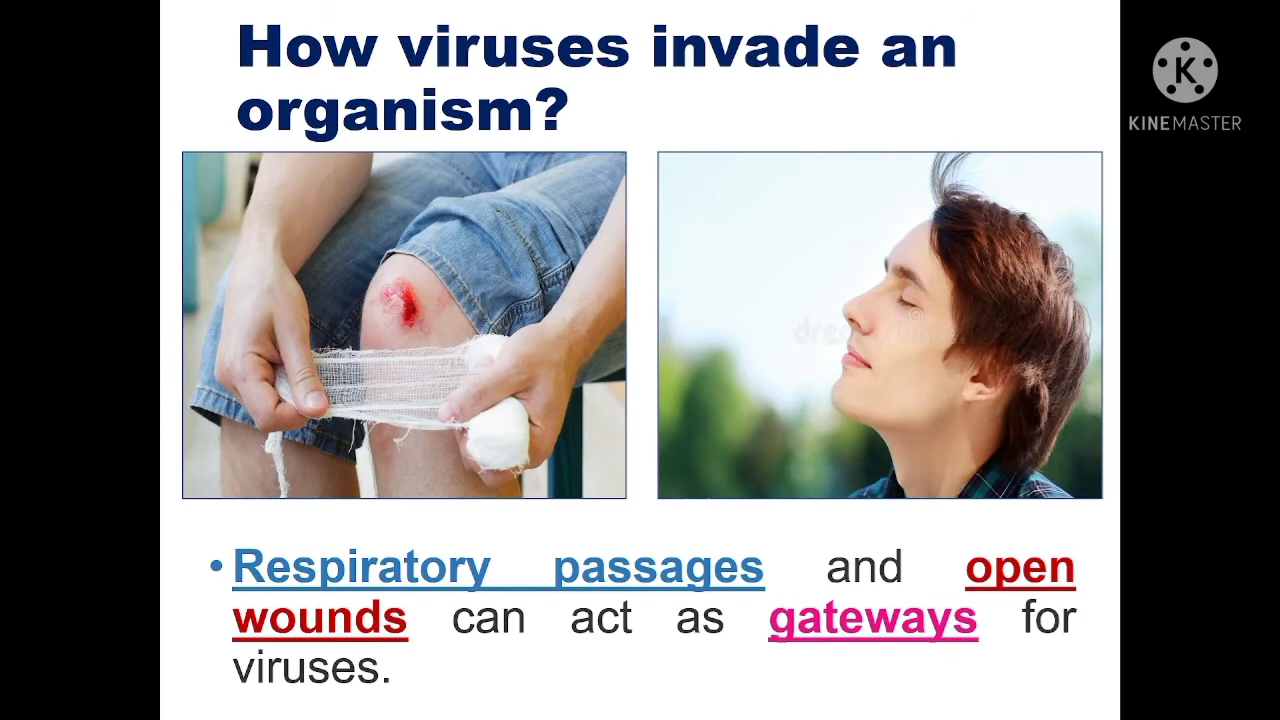 How viruses invade an
organism?
K
KINEMASTER
• Respiratory passages and open
wounds can act as gateways for
viruses.